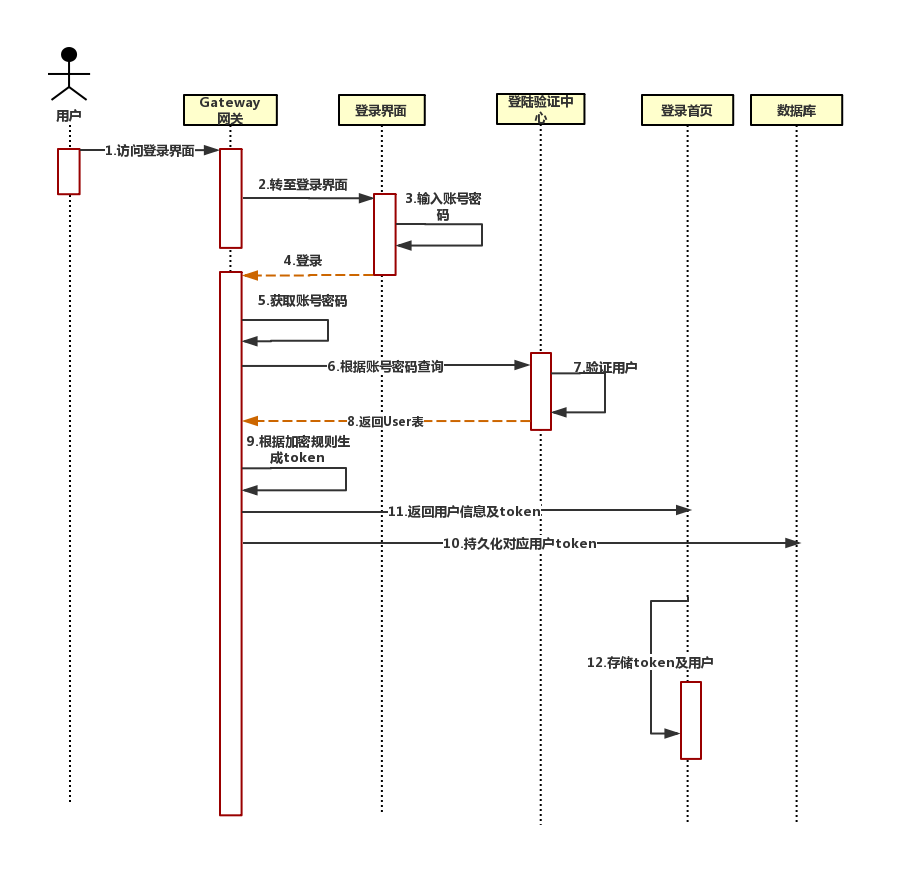 用户
Gateway
网关
登录界面
登陆验证中
心
登录首页
数据库
1.访问登录界面
2.转至登录界面
3.输入账号密
码
4.登录
5.获取账号密码
6.根据账号密码查询
7.验证用户
8.返回User表
9.根据加密规则生
成token
11.返回用户信息及token
10.持久化对应用户token
12.存储token及用户